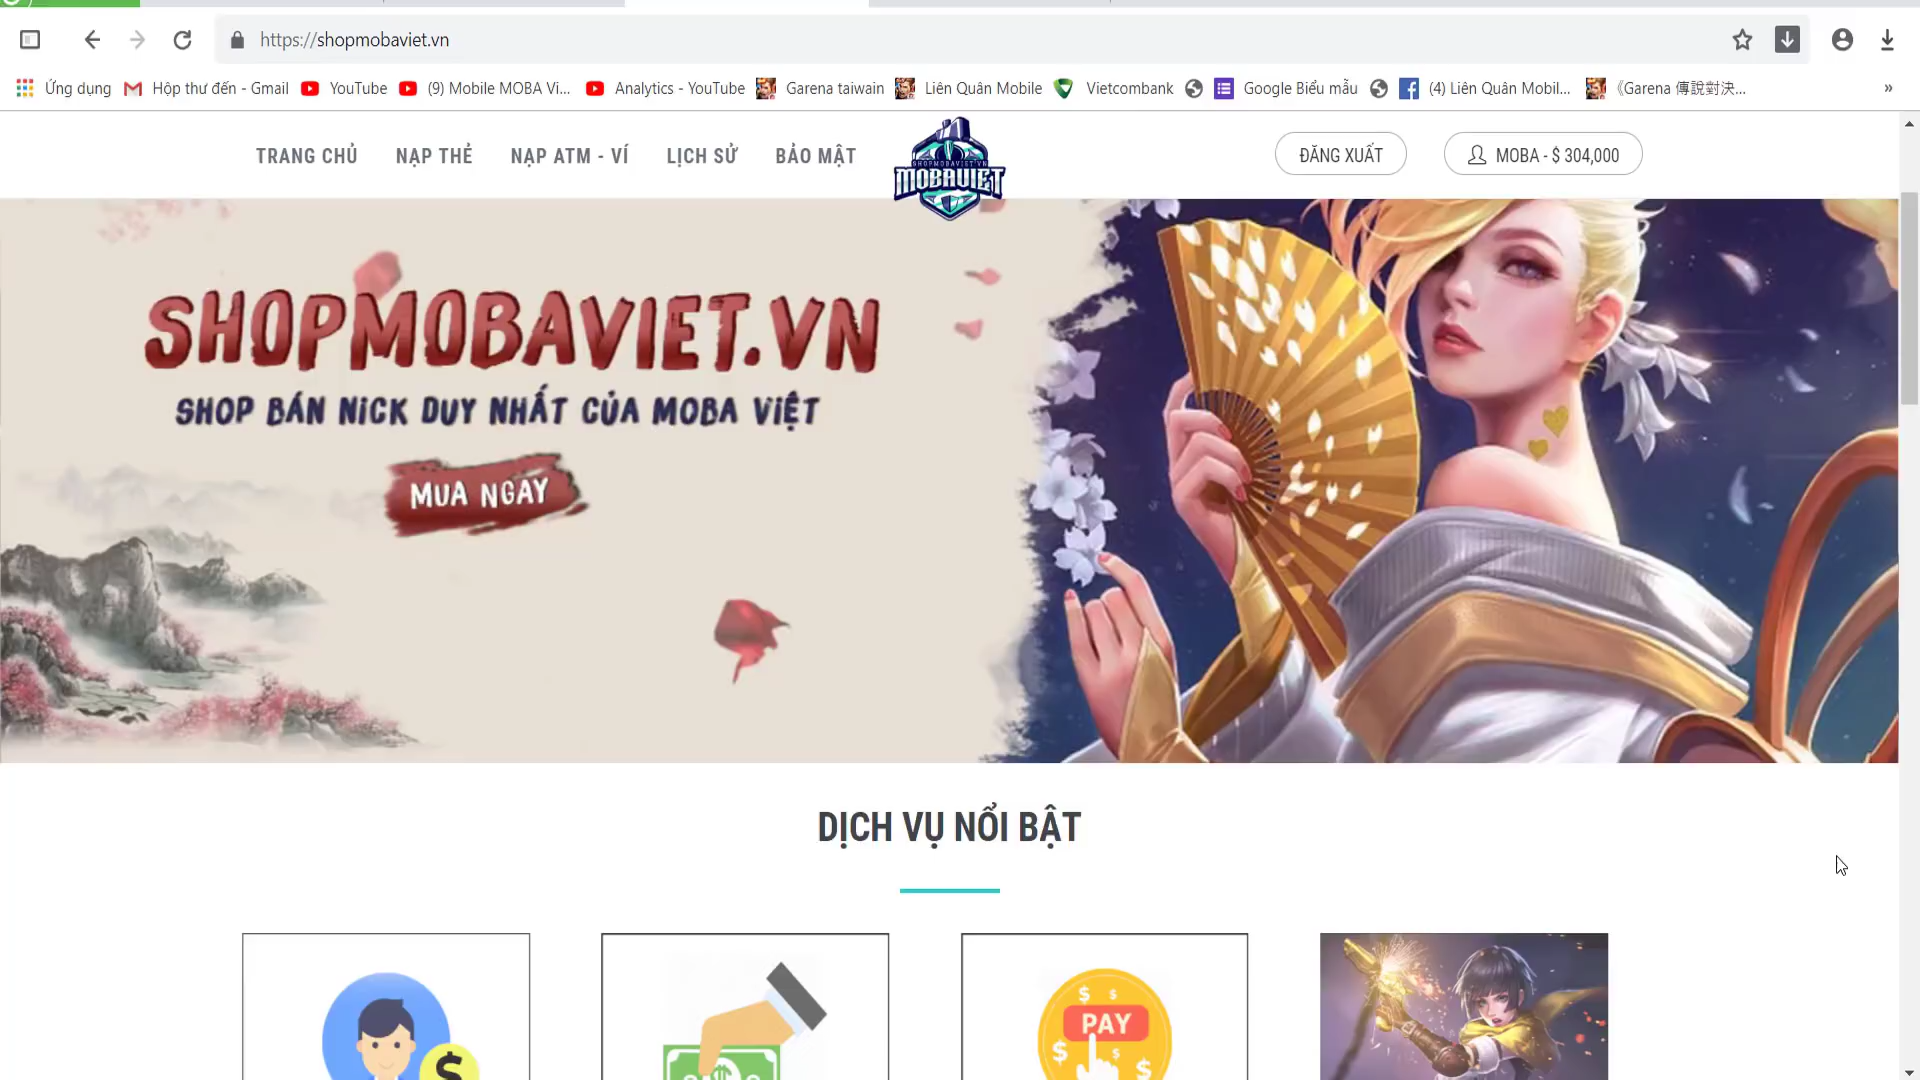 https://shopmobaviet.vn
Ứng dụng
Hộp thư đến - Gmail
YouTube
(9) Mobile MOBA Vi...
Analytics - YouTube
Garena taiwain
Liên Quân Mobile
Vietcombank
Google Biểu mẫu
(4) Liên Quân Mobil...
《Garena 傳說對決...
»
TRANG CHỦ
NẠP THẺ
NẠP ATM - VÍ
LỊCH SỬ
BẢO MẬT
SHOPMOBAVIET.VN
MOBAVIET
ĐĂNG XUẤT
MOBA - $ 304,000
SHOPMOBAVIET.VN
SHOP BÁN NICK DUY NHẤT CỦA MOBA VIỆT
MUA NGAY
DỊCH VỤ NỔI BẬT
$
$ $
PAY
$ $ $